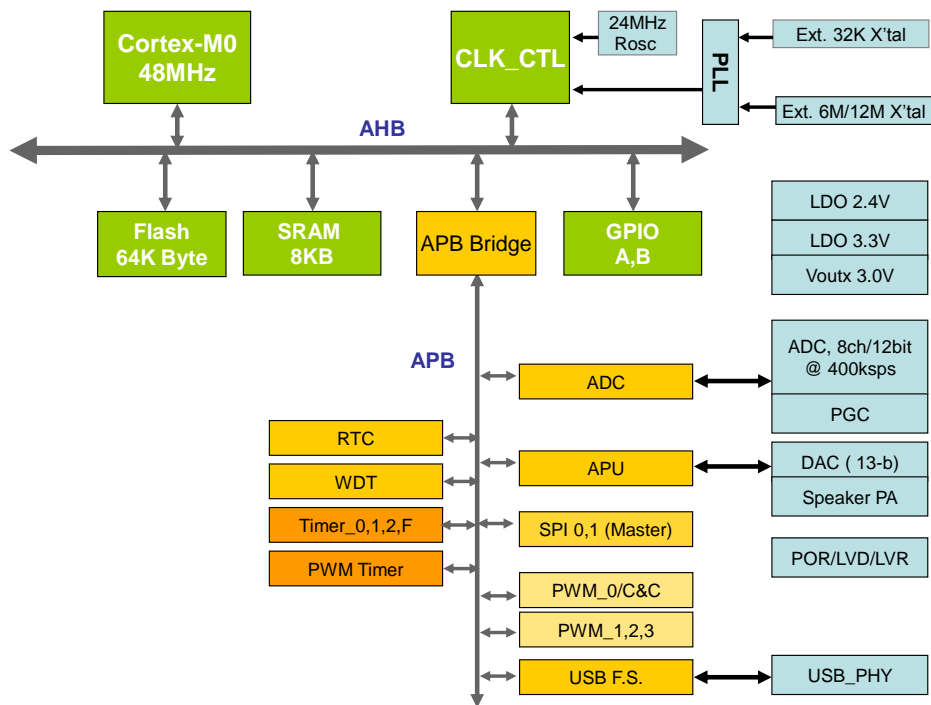 Cortex-M0
48MHz
CLK_CTL
24MHz
Rosc
PLL
Ext. 32K X'tal
Ext. 6M/12M X'tal
AHB
Flash
64K Byte
SRAM
8KB
APB Bridge
GPIO
A,B
LDO 2.4V
LDO 3.3V
Voutx 3.0V
APB
ADC
ADC, 8ch/12bit
@ 400ksps
PGC
RTC
WDT
Timer_0,1,2,F
PWM Timer
APU
DAC ( 13-b)
Speaker PA
SPI 0,1 (Master)
POR/LVD/LVR
PWM_0/C&C
PWM_1,2,3
USB F.S.
USB_PHY